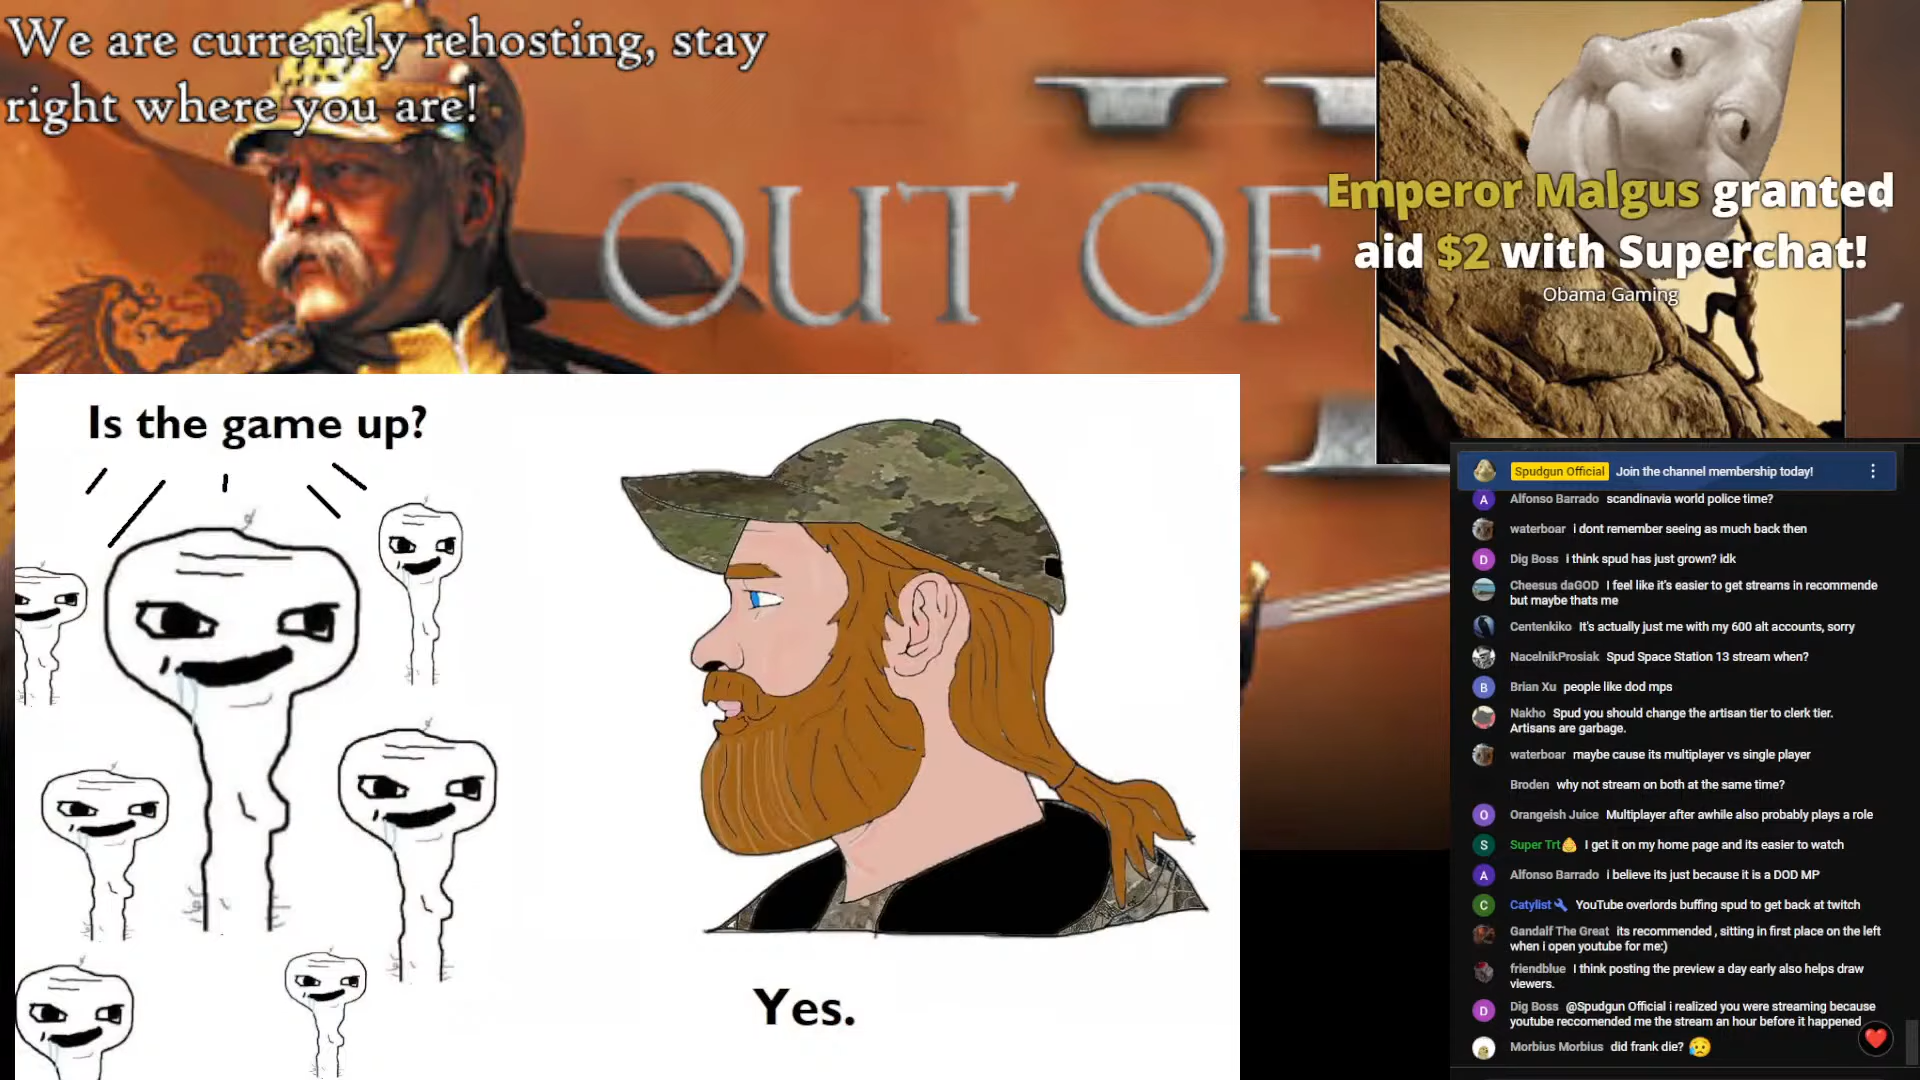 We are currently rehosting, stay
right where you are!
OUT OF
Emperor Malgus granted
aid $2 with Superchat!
Obama Gaming
Is the game up?
Yes.
Spudgun Official Join the channel membership today!
A Alfonso Barrado scandinavia world police time?
waterboar i dont remember seeing as much back then
D Dig Boss i think spud has just grown? idk
Cheesus daGOD I feel like it's easier to get streams in recommende
but maybe thats me
Centenkiko It's actually just me with my 600 alt accounts, sorry
NacelnikProsiak Spud Space Station 13 stream when?
B Brian Xu people like dod mps
Nakho Spud you should change the artisan tier to clerk tier.
Artisans are garbage.
waterboar maybe cause its multiplayer vs single player
Broden why not stream on both at the same time?
O Orangeish Juice Multiplayer after awhile also probably plays a role
S Super Trt I get it on my home page and its easier to watch
A Alfonso Barrado i believe its just because it is a DOD MP
C Catylist YouTube overlords buffing spud to get back at twitch
Gandalf The Great its recommended , sitting in first place on the left
when i open youtube for me:)
friendblue I think posting the preview a day early also helps draw
viewers.
D Dig Boss @Spudgun Official i realized you were streaming because
youtube reccomended me the stream an hour before it happened
Morbius Morbius did frank die? 😥